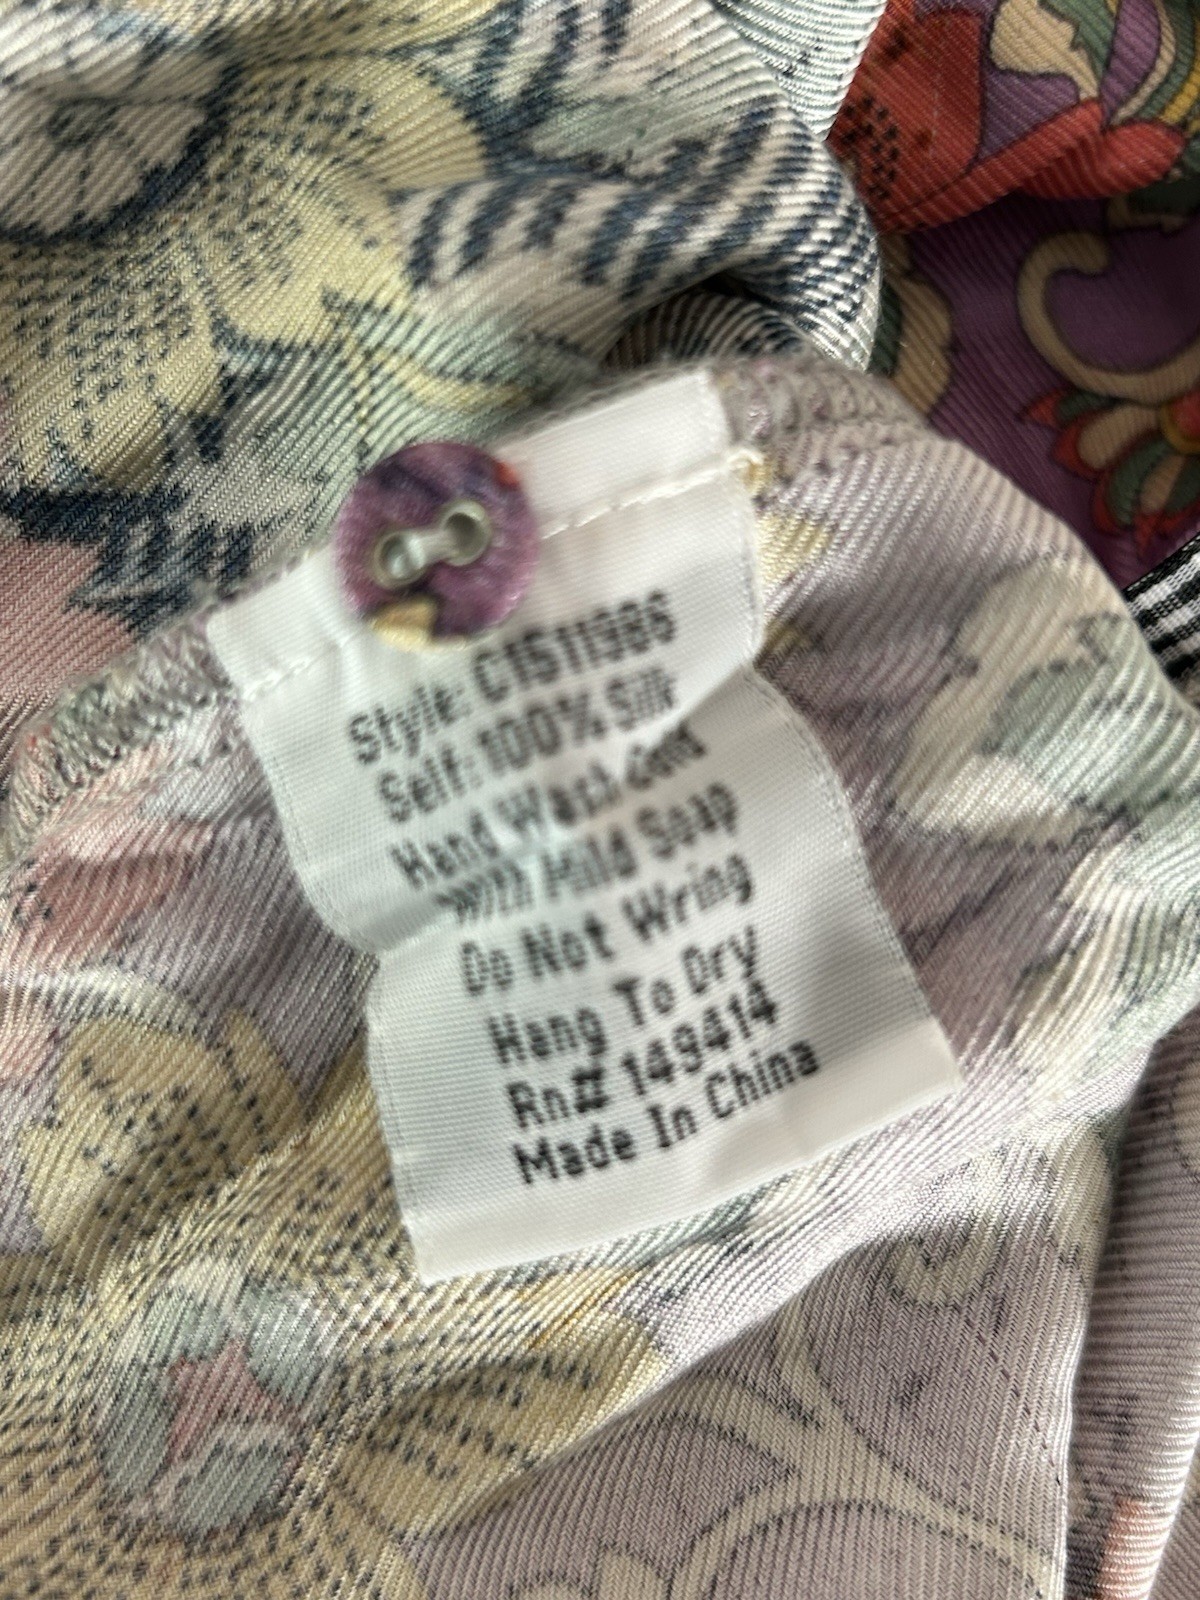 Style: C1511986
Self: 100% Silk
Hand Wash Cold
With Mild Soap
Do Not Wring
Hang To Dry
Rn# 149414
Made In China